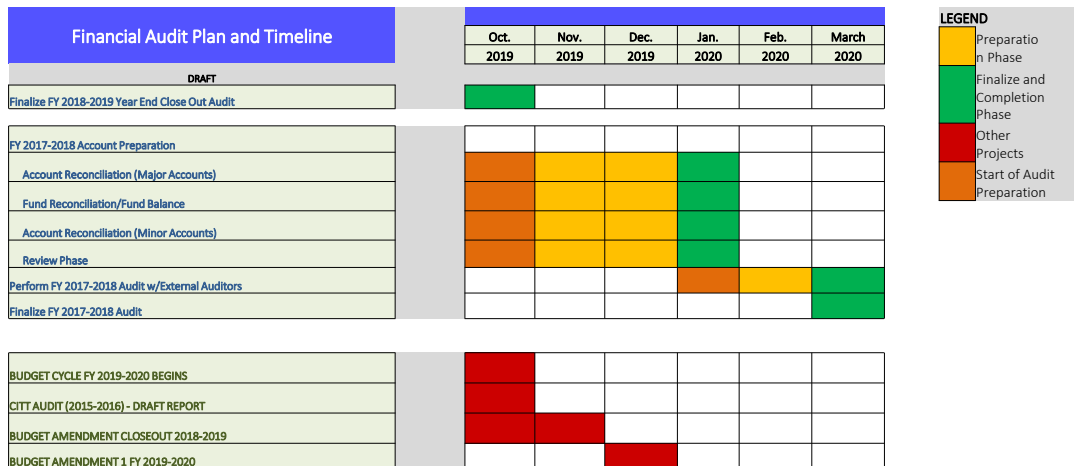 Financial Audit Plan and Timeline
Oct. Nov. Dec. Jan. Feb. March
2019 2019 2019 2020 2020 2020
DRAFT
Finalize FY 2018-2019 Year End Close Out Audit
FY 2017-2018 Account Preparation
Account Reconciliation (Major Accounts)
Fund Reconciliation/Fund Balance
Account Reconciliation (Minor Accounts)
Review Phase
Perform FY 2017-2018 Audit w/External Auditors
Finalize FY 2017-2018 Audit
BUDGET CYCLE FY 2019-2020 BEGINS
CITT AUDIT (2015-2016) - DRAFT REPORT
BUDGET AMENDMENT CLOSEOUT 2018-2019
BUDGET AMENDMENT 1 FY 2019-2020
LEGEND
Preparatio
n Phase
Finalize and
Completion
Phase
Other
Projects
Start of Audit
Preparation